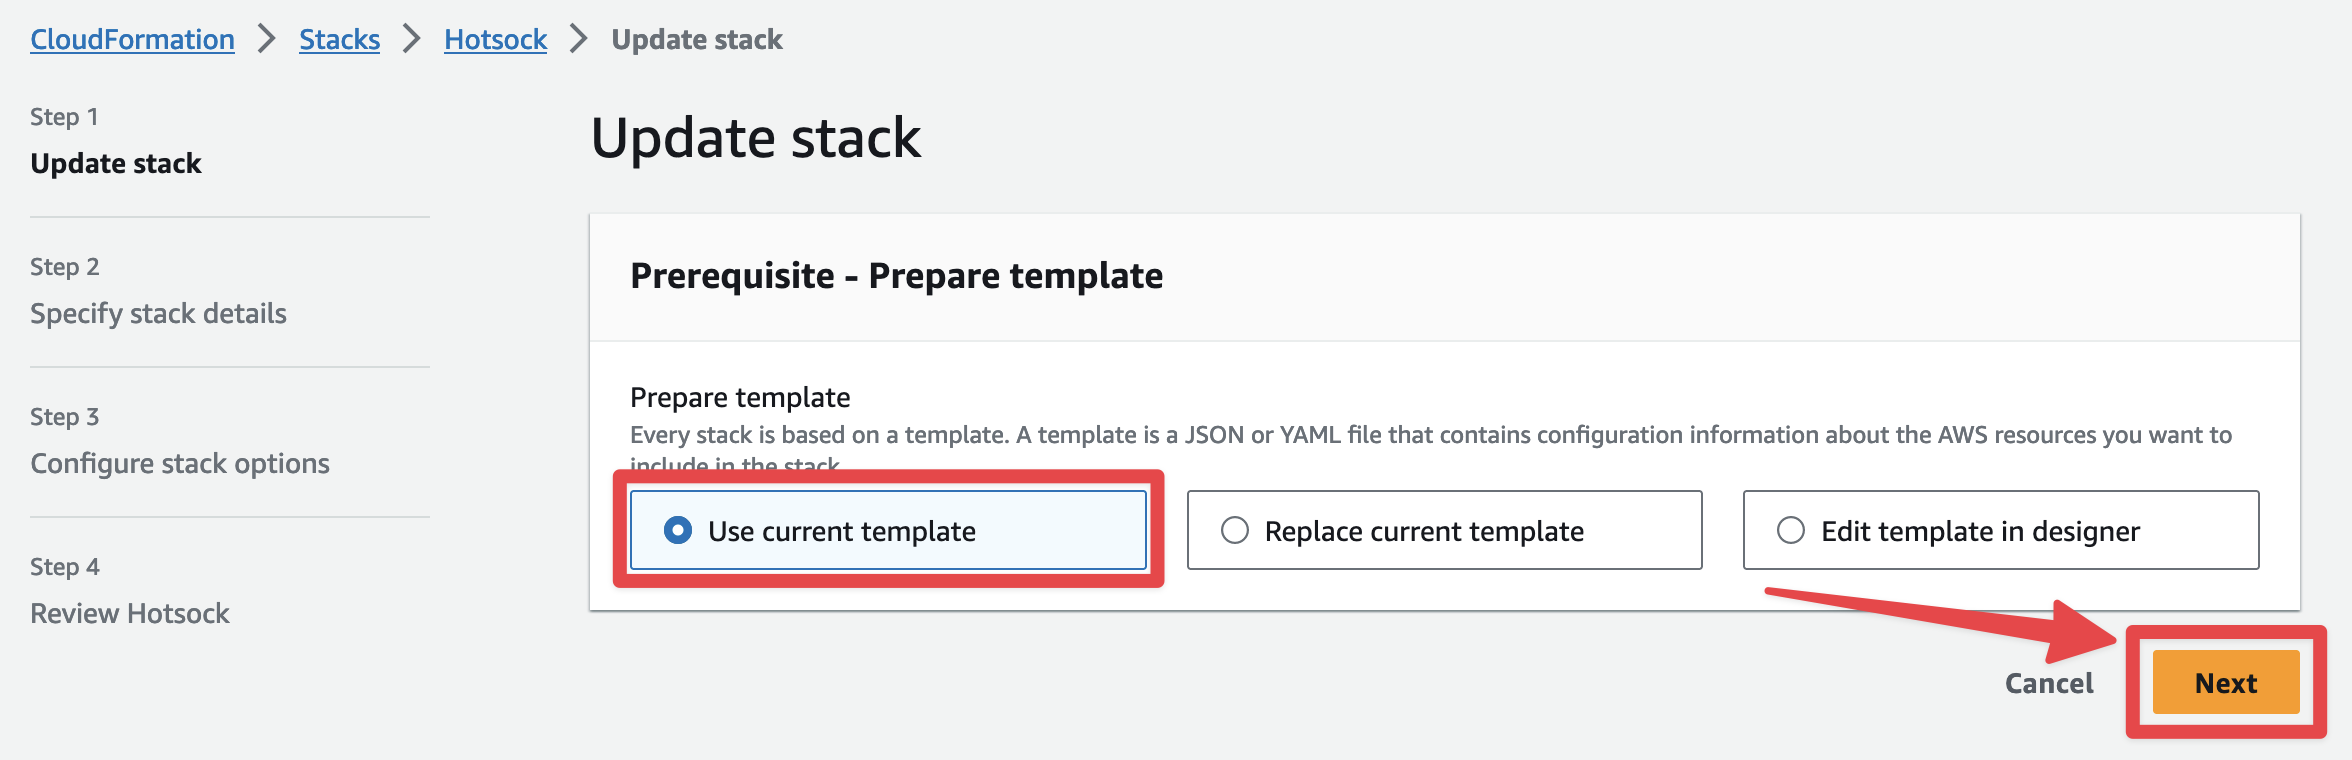 CloudFormation > Stacks > Hotsock > Update stack
Step 1
Update stack
Step 2
Specify stack details
Step 3
Configure stack options
Step 4
Review Hotsock
Update stack
Prerequisite - Prepare template
Prepare template
Every stack is based on a template. A template is a JSON or YAML file that contains configuration information about the AWS resources you want to
include in the stack
Use current template
Replace current template
Edit template in designer
Cancel
Next